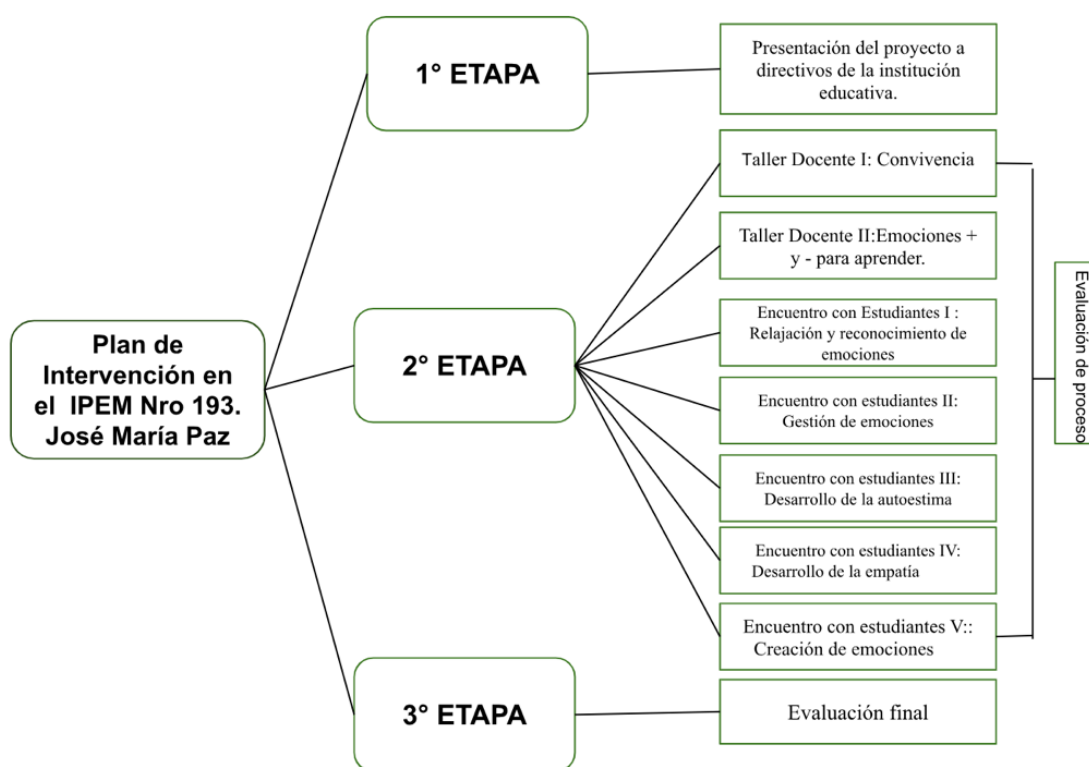 Plan de
Intervención en
el IPEM Nro 193.
José María Paz
1° ETAPA
Presentación del proyecto a
directivos de la institución
educativa.
2° ETAPA
Taller Docente I: Convivencia
Taller Docente II:Emociones +
y - para aprender.
Encuentro con Estudiantes I :
Relajación y reconocimiento de
emociones
Encuentro con estudiantes II:
Gestión de emociones
Encuentro con estudiantes III:
Desarrollo de la autoestima
Encuentro con estudiantes IV:
Desarrollo de la empatía
Encuentro con estudiantes V::
Creación de emociones
Evaluación de proceso
3° ETAPA
Evaluación final